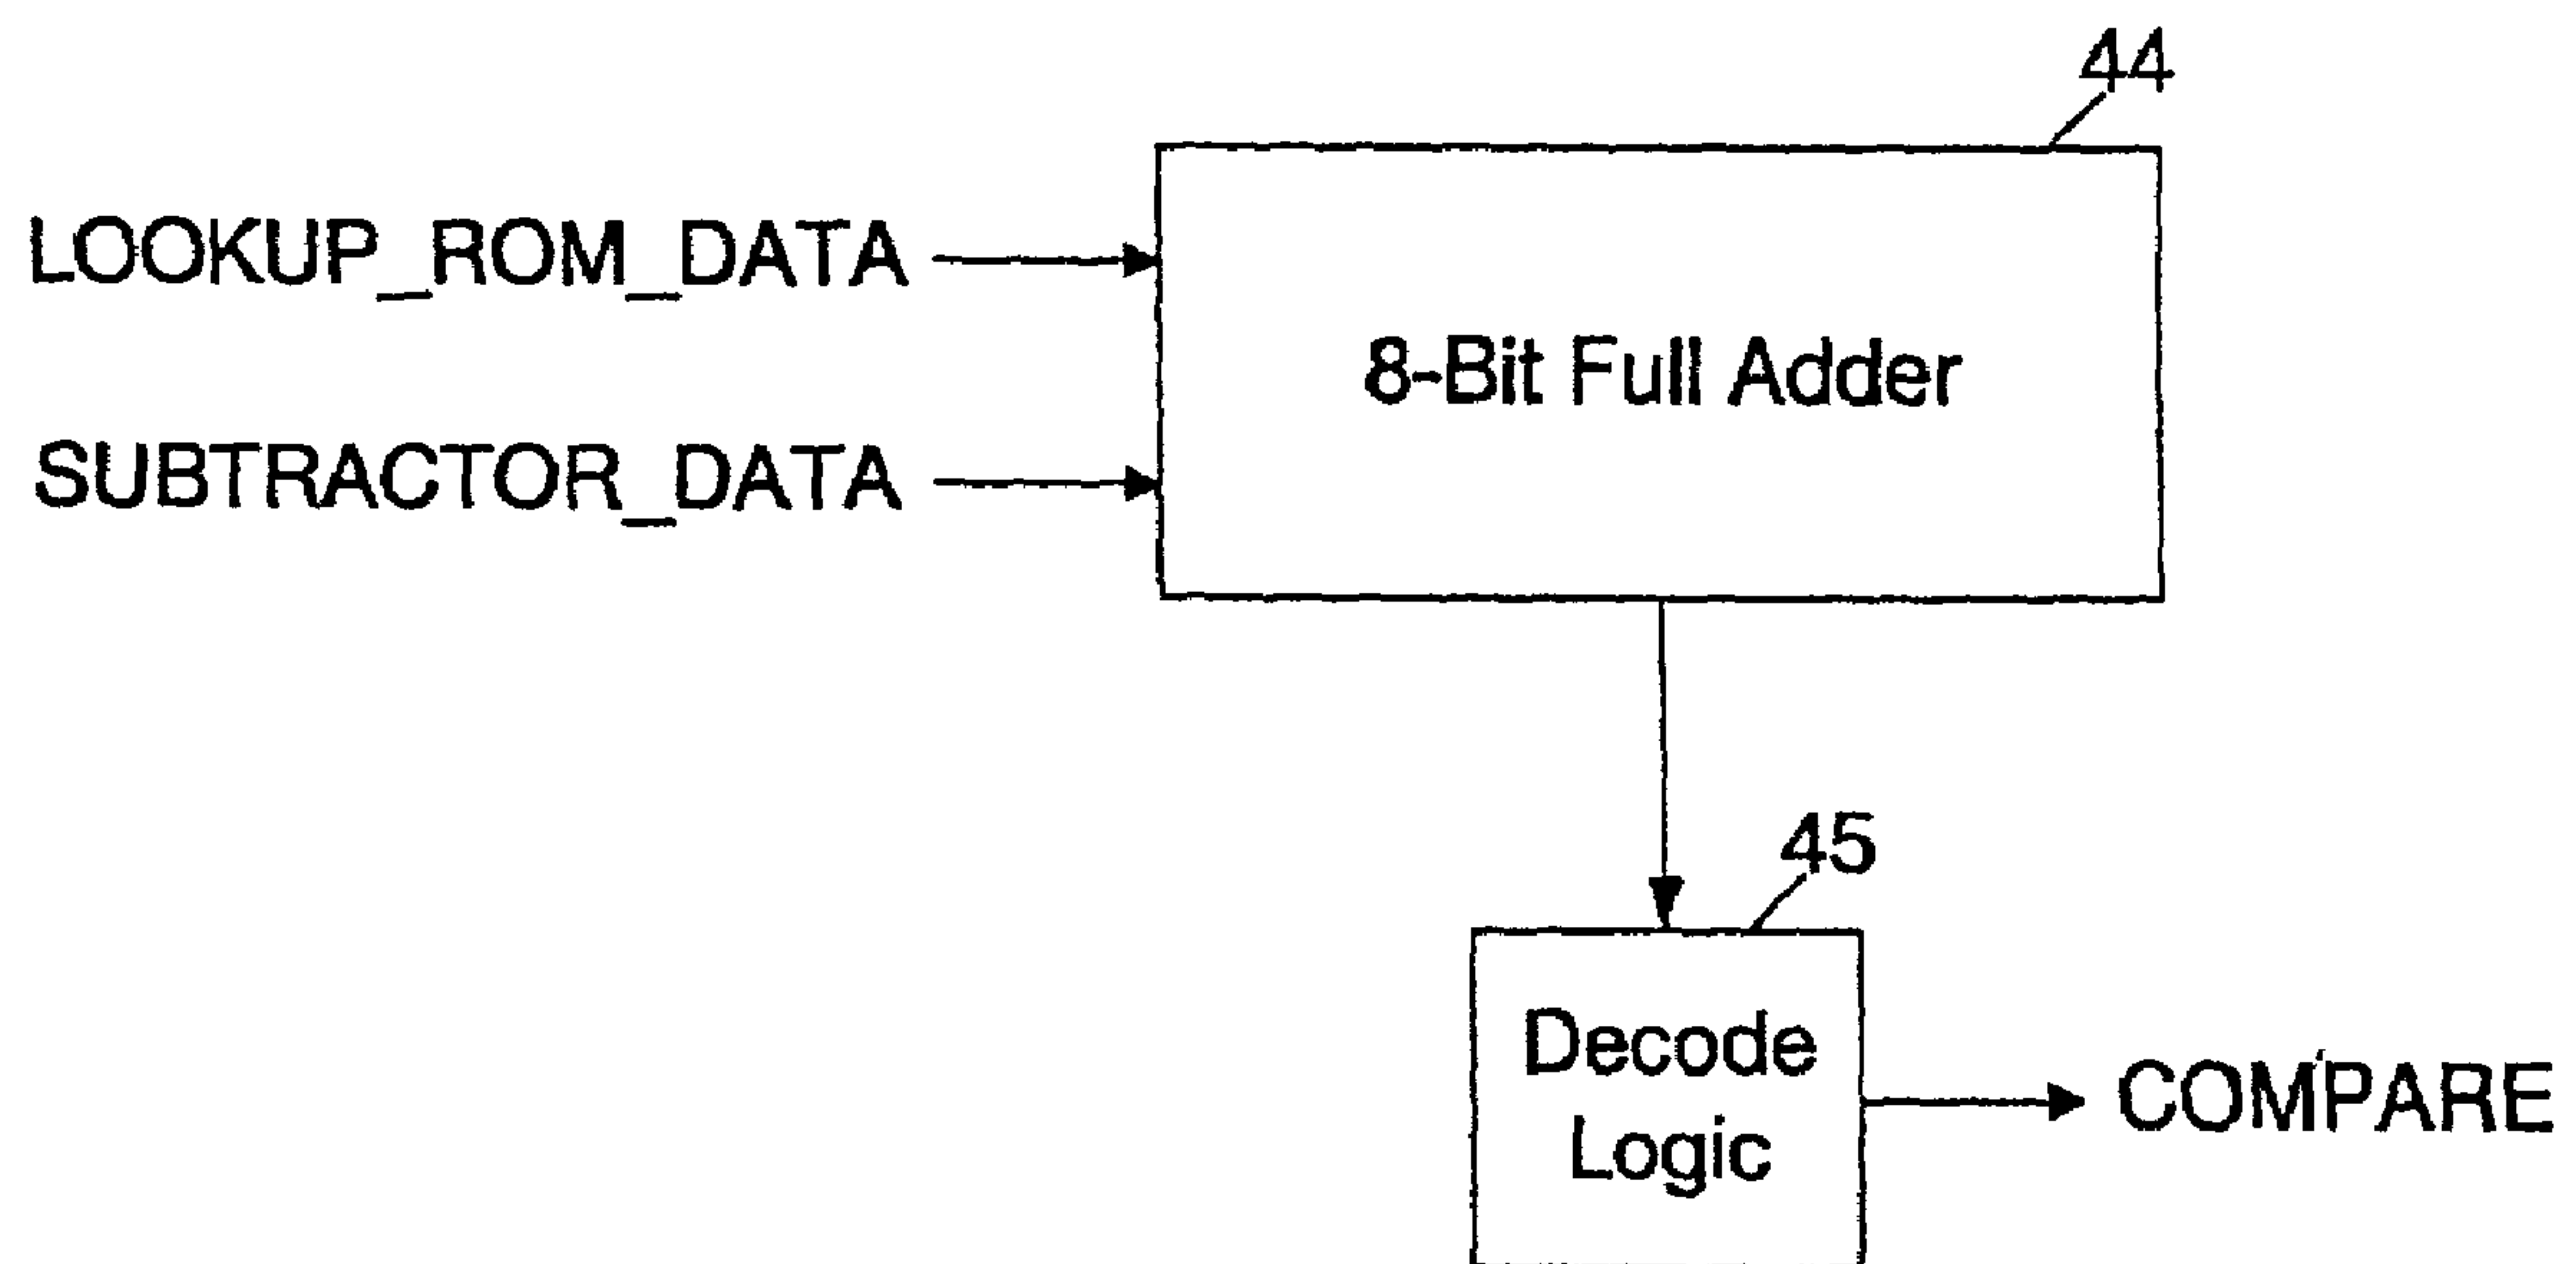 44
LOOKUP_ROM_DATA
8-Bit Full Adder
SUBTRACTOR_DATA
45
Decode
Logic
COMPARE